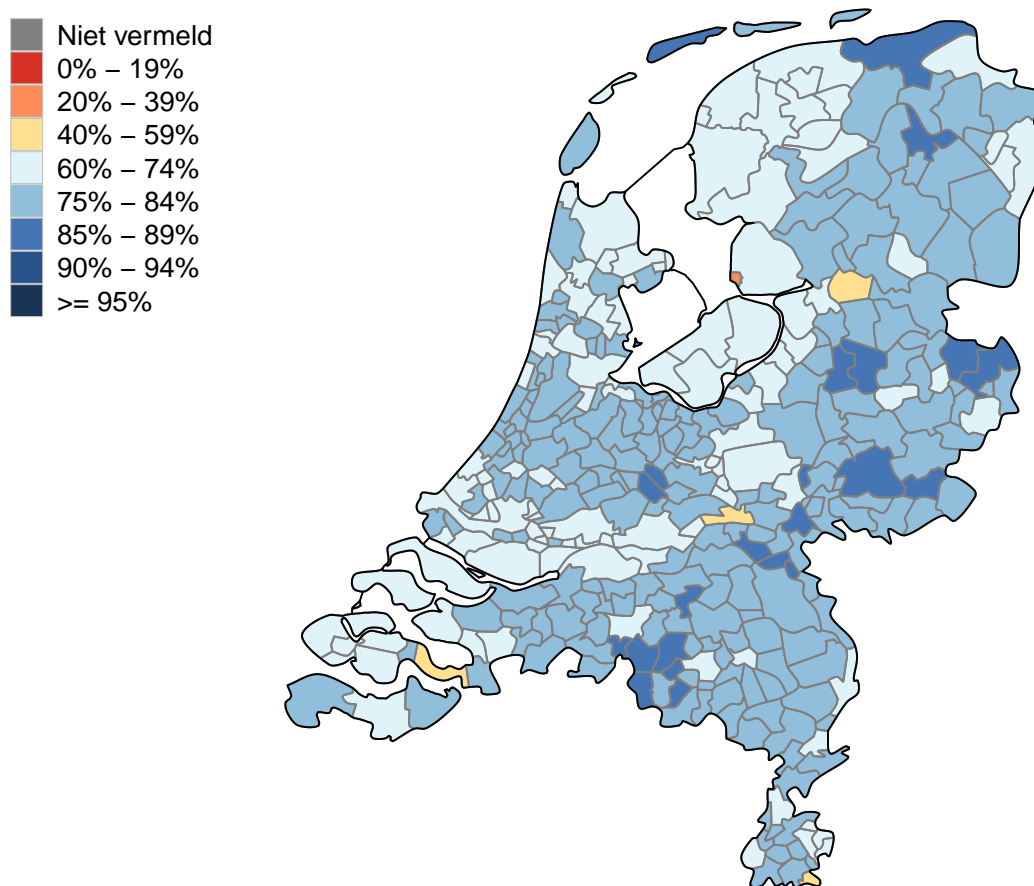 Niet vermeld
0% – 19%
20% – 39%
40% – 59%
60% – 74%
75% – 84%
85% – 89%
90% – 94%
>= 95%